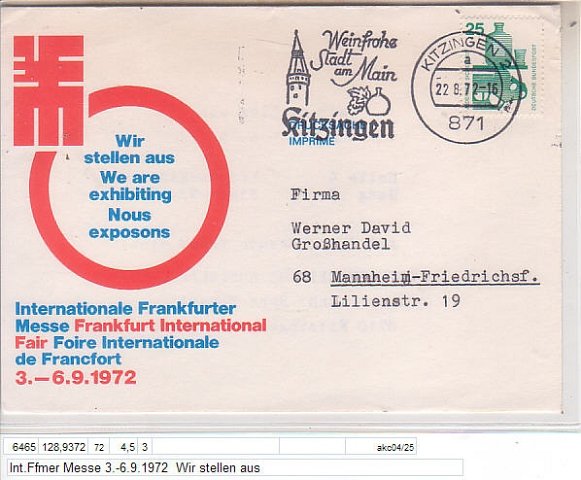 Wir
stellen aus
We are
exhibiting
Nous
exposons
Internationale Frankfurter
Messe Frankfurt International
Fair Foire Internationale
de Francfort
3.—6.9.1972
Weinfrohe
Stadt
am
Main
Kitzingen
DRUCKSACHE
IMPRIME
KITZINGEN 2
a
22.8.72-16
871
25
DEUTSCHE BUNDESPOST
Firma
Werner David
Großhandel
68 Mannheim-Friedrichsf.
Lilienstr. 19
6465 128,9372 72 4,5 3 akc04/25
Int.Ffmer Messe 3.-6.9.1972 Wir stellen aus